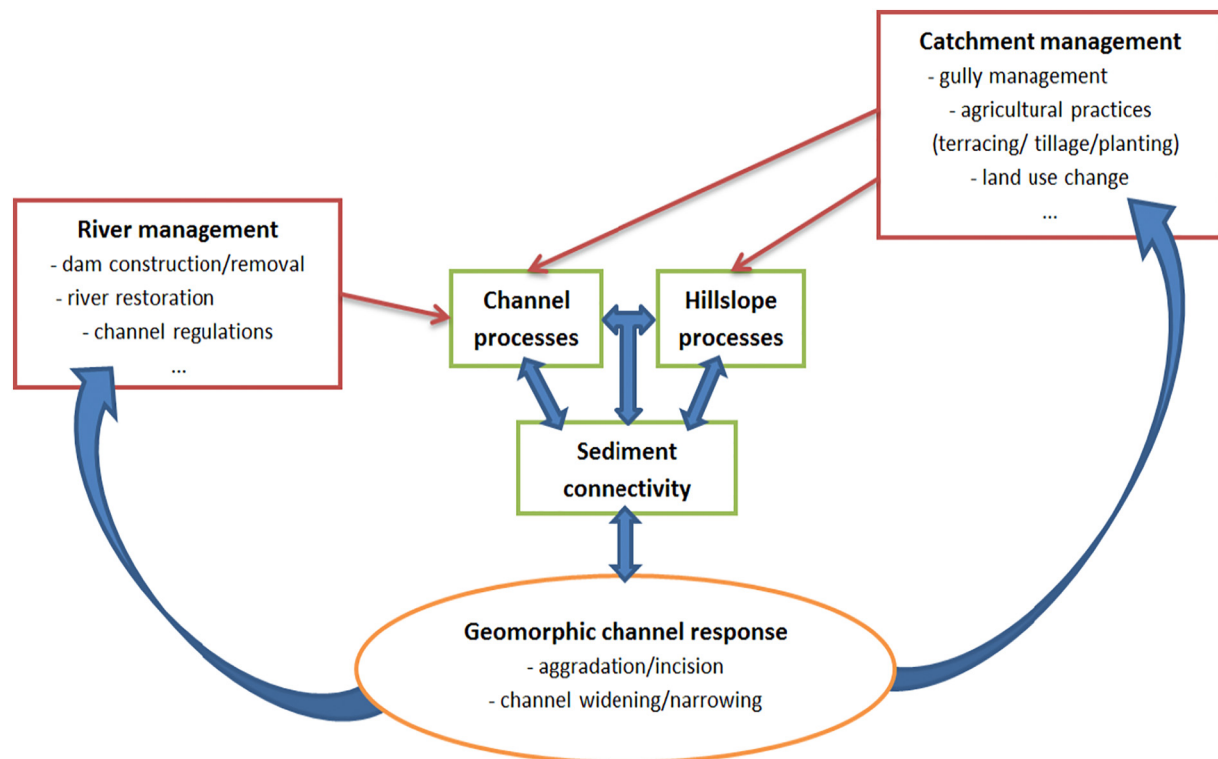 Catchment management
- gully management
- agricultural practices
(terracing/ tillage/planting)
- land use change
...
River management
- dam construction/removal
- river restoration
- channel regulations
...
Channel
processes
Hillslope
processes
Sediment
connectivity
Geomorphic channel response
- aggradation/incision
- channel widening/narrowing